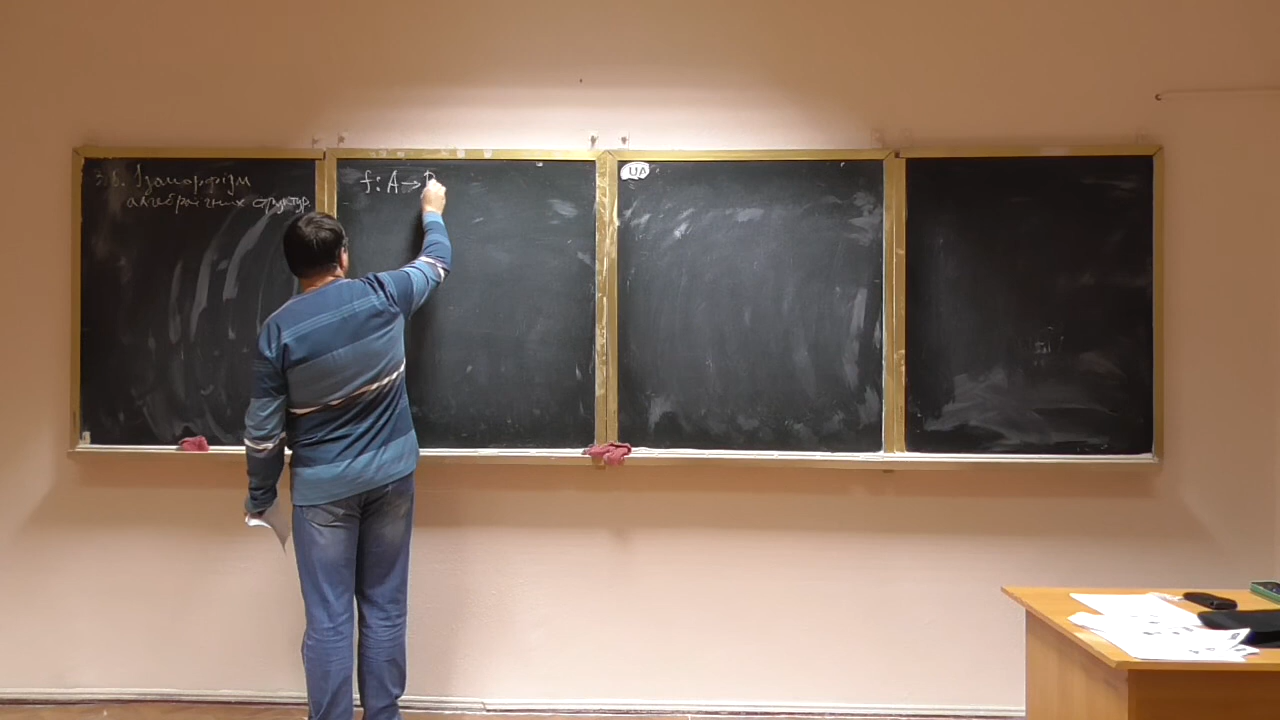 3.6. Ізоморфізм
алгебраїчних структур.
f: A → B
UA